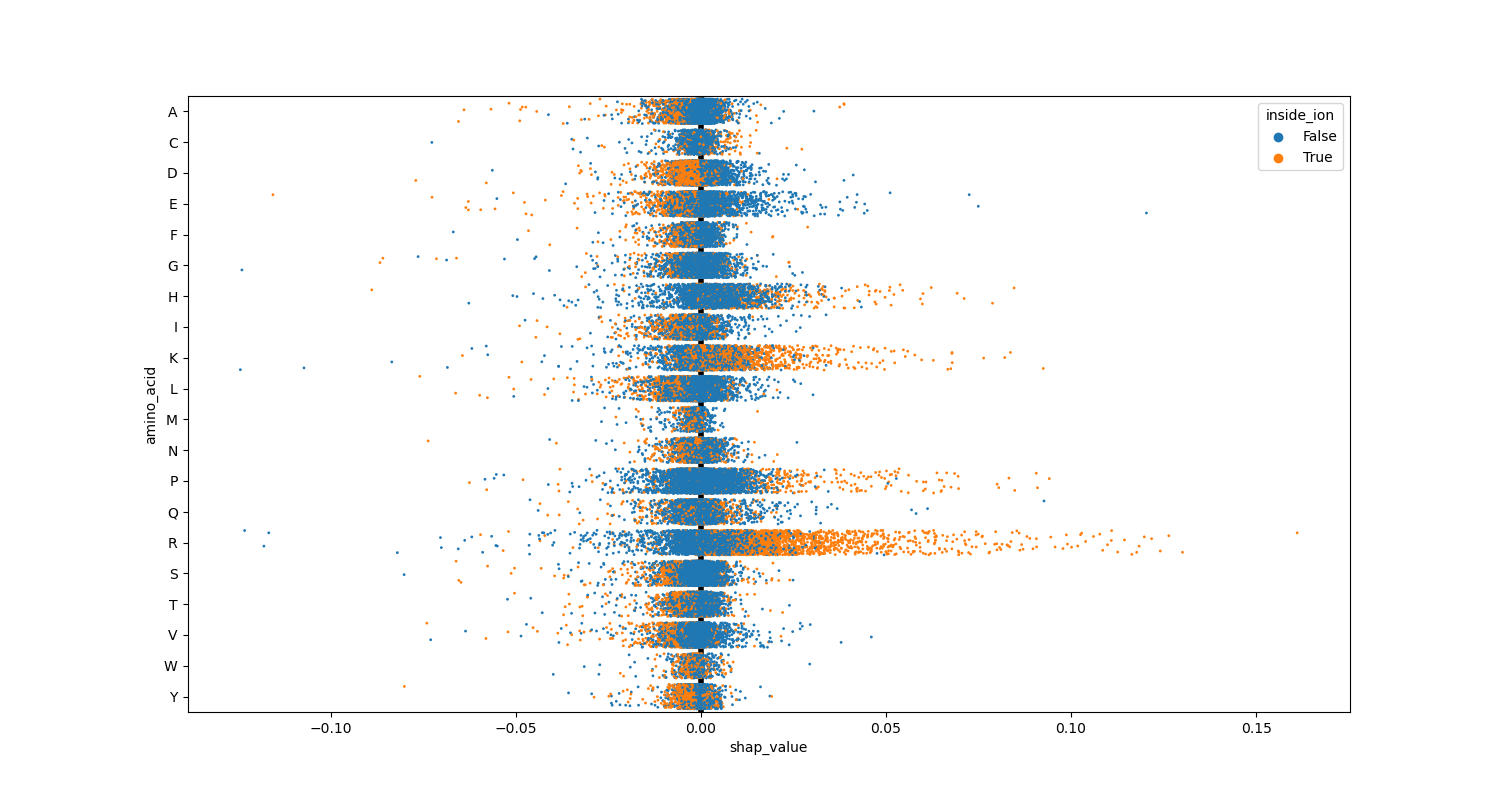 inside_ion
False
True
amino_acid
A
C
D
E
F
G
H
I
K
L
M
N
P
Q
R
S
T
V
W
Y
−0.10 −0.05 0.00 0.05 0.10 0.15
shap_value